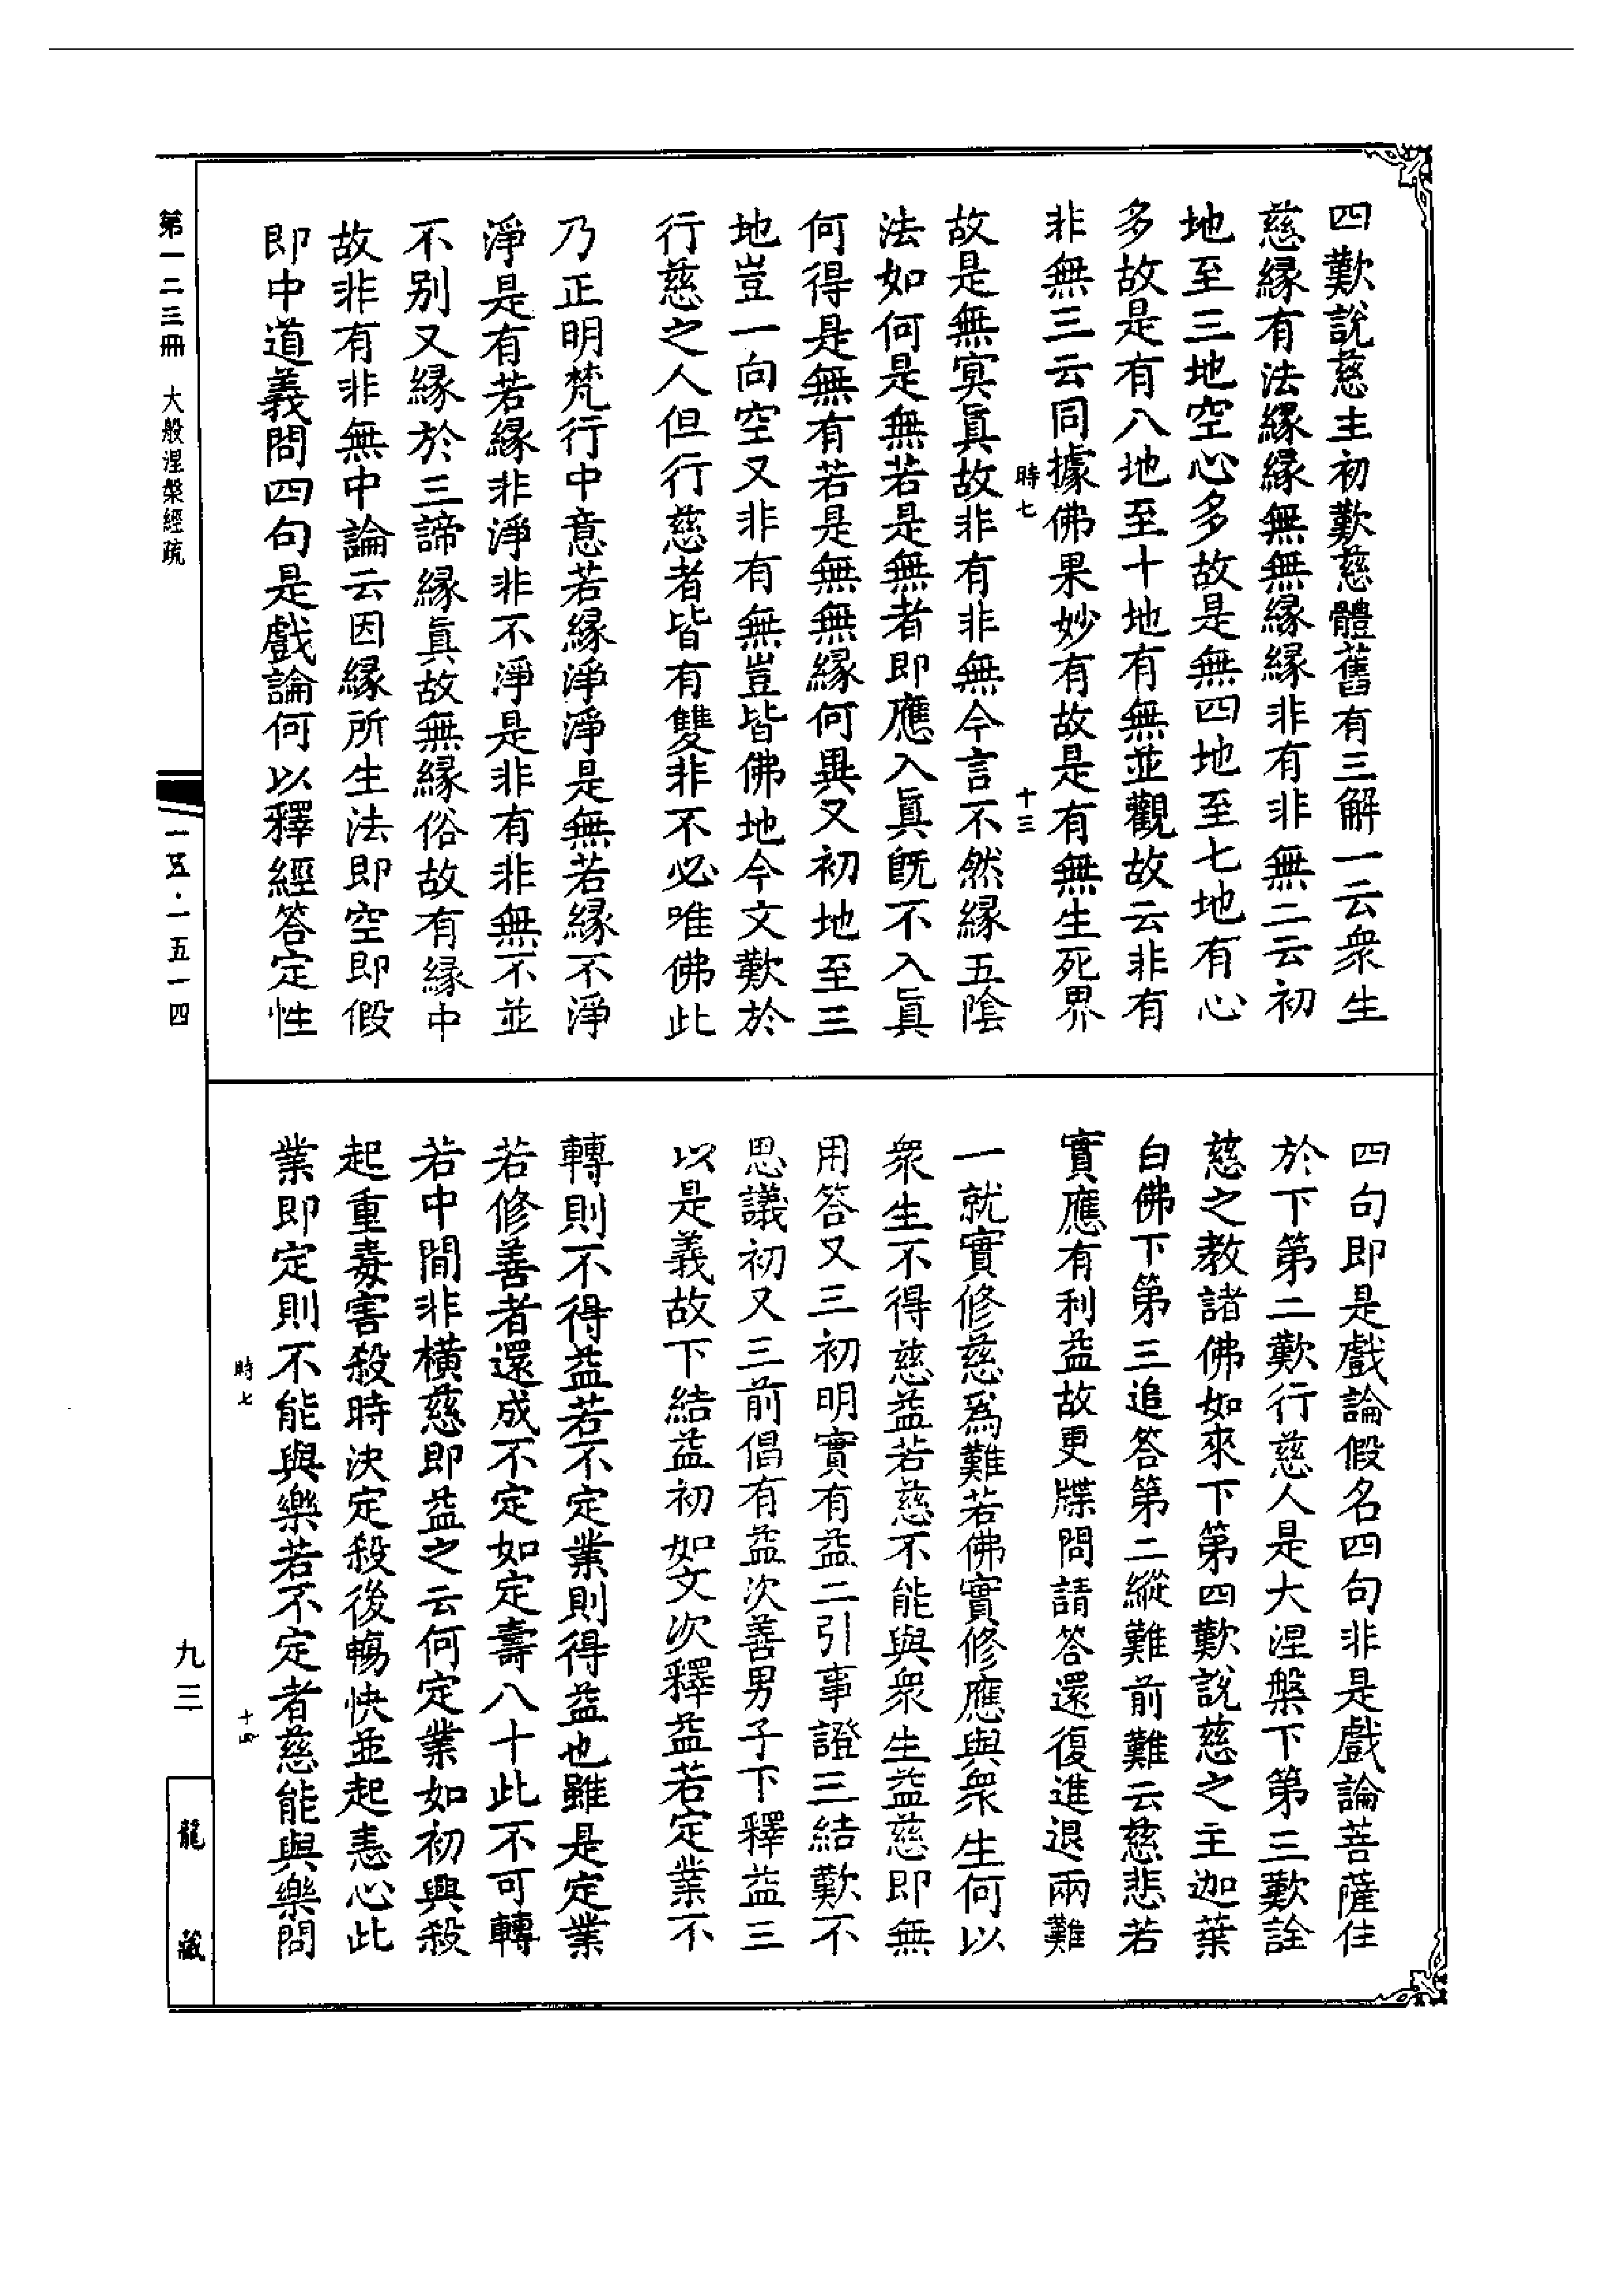 四歎說慈主初歎慈體舊有三解一云衆生
慈緣有法緣緣無無緣緣非有非無二云初
地至三地空心多故是無四地至七地有心
多故是有八地至十地有無並觀故云非有
非無三云同據佛果妙有故是有無生死界
時七 十三
故是無冥眞故非有非無今言不然緣五陰
法如何是無若是無者即應入眞旣不入眞
何得是無有若是無無緣何異又初地至三
地豈一向空又非有無豈皆佛地今文歎於
行慈之人但行慈者皆有雙非不必唯佛此
乃正明梵行中意若緣淨淨是無若緣不淨
淨是有若緣非淨非不淨是非有非無不並
不別又緣於三諦緣眞故無緣俗故有緣中
故非有非無中論云因緣所生法即空即假
即中道義問四句是戲論何以釋經答定性
四句即是戲論假名四句非是戲論菩薩住
於下第二歎行慈人是大涅槃下第三歎詮
慈之教諸佛如來下第四歎說慈之主迦葉
白佛下第三追答第二縱難前難云慈悲若
實應有利益故更牒問請答還復進退兩難
一就實修慈爲難若佛實修應與衆生何以
衆生不得慈益若慈不能與衆生益慈即無
用答又三初明實有益二引事證三結歎不
思議初又三前倡有益次善男子下釋益三
以是義故下結益初如文次釋益若定業不
轉則不得益若不定業則得益也雖是定業
若修善者還成不定如定壽八十此不可轉
若中間非橫慈即益之云何定業如初興殺
起重毒害殺時決定殺後暢快並起恚心此
業即定則不能與樂若不定者慈能與樂問
時七 十四
第一二三冊 大般涅槃經疏
一五·一五一四
九三
龍藏